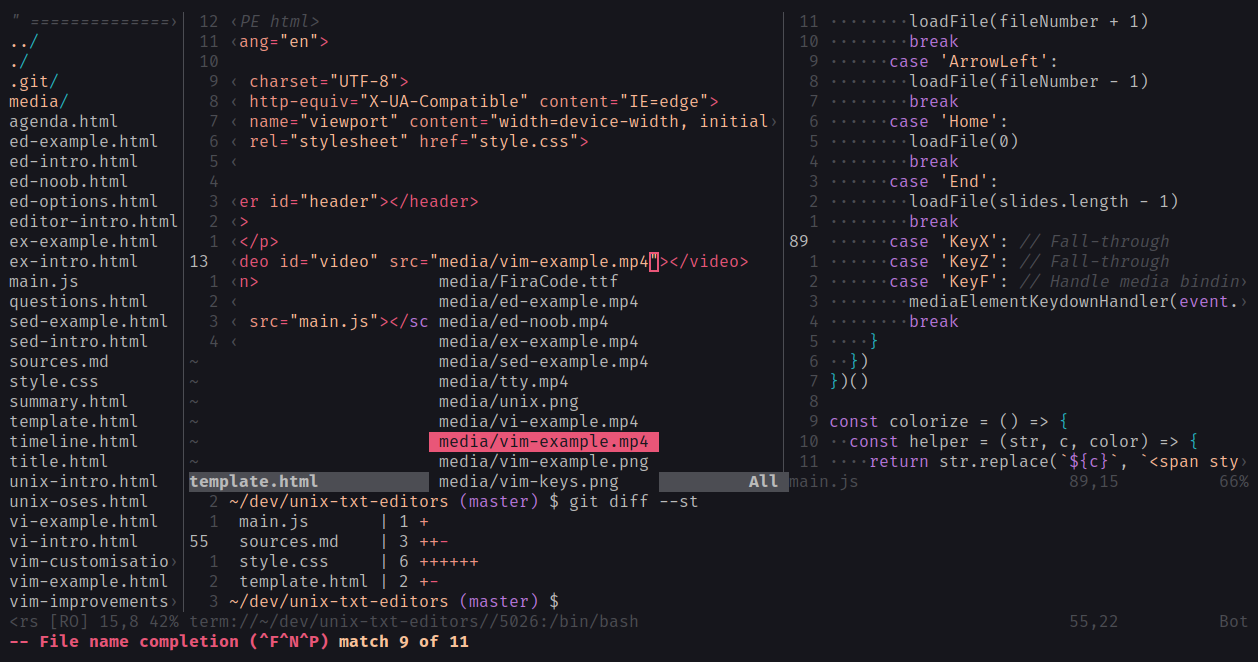 " ==============›
../
./
.git/
media/
agenda.html
ed-example.html
ed-intro.html
ed-noob.html
ed-options.html
editor-intro.html
ex-example.html
ex-intro.html
main.js
questions.html
sed-example.html
sed-intro.html
sources.md
style.css
summary.html
template.html
timeline.html
title.html
unix-intro.html
unix-oses.html
vi-example.html
vi-intro.html
vim-customisatio›
vim-example.html
vim-improvements›
<rs [RO] 15,8 42%
12 ‹PE html>
11 ‹ang="en">
10
9 ‹ charset="UTF-8">
8 ‹ http-equiv="X-UA-Compatible" content="IE=edge">
7 ‹ name="viewport" content="width=device-width, initial›
6 ‹ rel="stylesheet" href="style.css">
5 ‹
4
3 ‹er id="header"></header>
2 ‹>
1 ‹</p>
13 ‹deo id="video" src="media/vim-example.mp4"></video>
1 ‹n>
2 ‹
3 ‹ src="main.js"></sc
4 ‹
~
~
~
~
~
~
media/FiraCode.ttf
media/ed-example.mp4
media/ed-noob.mp4
media/ex-example.mp4
media/sed-example.mp4
media/tty.mp4
media/unix.png
media/vi-example.mp4
media/vim-example.mp4
media/vim-example.png
media/vim-keys.png
template.html All
11 ········loadFile(fileNumber + 1)
10 ········break
9 ······case 'ArrowLeft':
8 ········loadFile(fileNumber - 1)
7 ········break
6 ······case 'Home':
5 ········loadFile(0)
4 ········break
3 ······case 'End':
2 ········loadFile(slides.length - 1)
1 ········break
89 ······case 'KeyX': // Fall-through
1 ······case 'KeyZ': // Fall-through
2 ······case 'KeyF': // Handle media bindin›
3 ········mediaElementKeydownHandler(event.›
4 ········break
5 ····}
6 ··})
7 })()
8
9 const colorize = () => {
10 ··const helper = (str, c, color) => {
11 ····return str.replace(`${c}`, `<span sty›
main.js 89,15 66%
2 ~/dev/unix-txt-editors (master) $ git diff --st
1 main.js | 1 +
55 sources.md | 3 ++-
1 style.css | 6 ++++++
2 template.html | 2 +-
3 ~/dev/unix-txt-editors (master) $
term://~/dev/unix-txt-editors//5026:/bin/bash 55,22 Bot
-- File name completion (^F^N^P) match 9 of 11